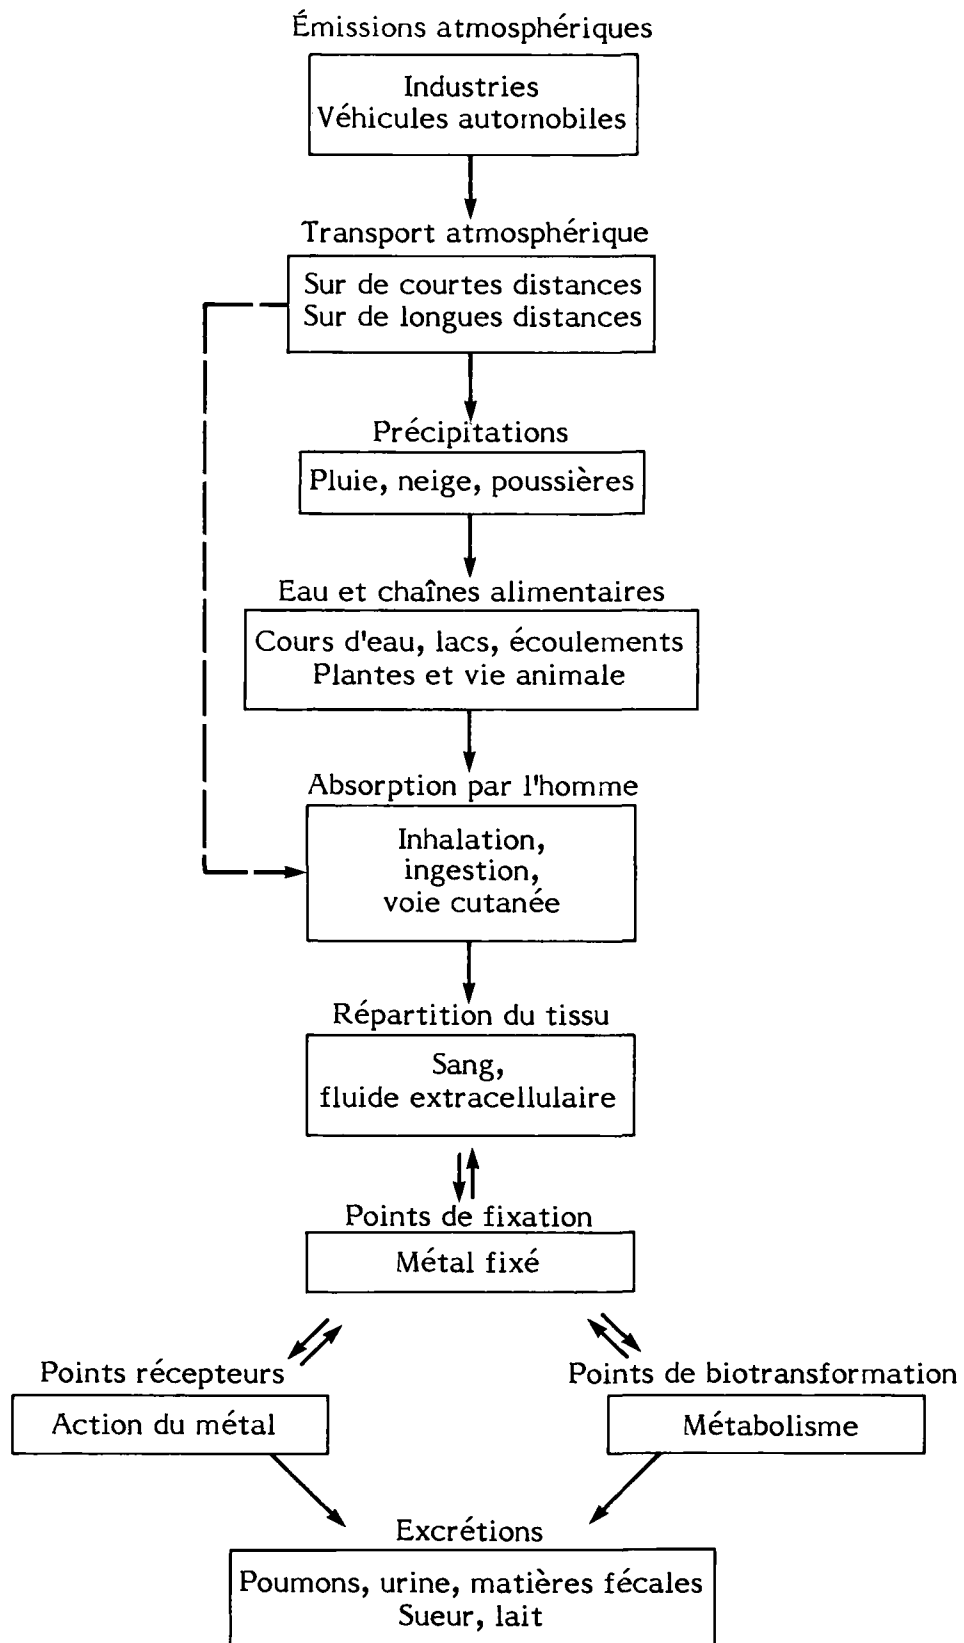 Émissions atmosphériques
Industries
Véhicules automobiles
Transport atmosphérique
Sur de courtes distances
Sur de longues distances
Précipitations
Pluie, neige, poussières
Eau et chaînes alimentaires
Cours d'eau, lacs, écoulements
Plantes et vie animale
Absorption par l'homme
Inhalation,
ingestion,
voie cutanée
Répartition du tissu
Sang,
fluide extracellulaire
Points de fixation
Métal fixé
Points récepteurs
Action du métal
Points de biotransformation
Métabolisme
Excrétions
Poumons, urine, matières fécales
Sueur, lait